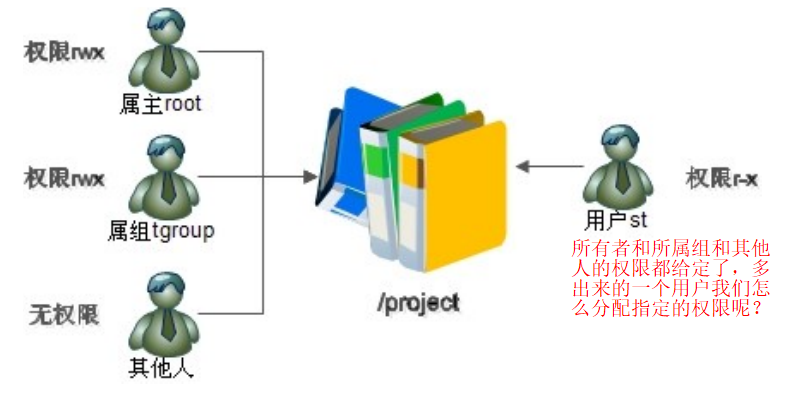 权限rwx
属主root
权限rwx
属组tgroup
无权限
其他人
/project
权限r-x
用户st
所有者和所属组和其他
人的权限都给定了，多
出来的一个用户我们怎
么分配指定的权限呢？